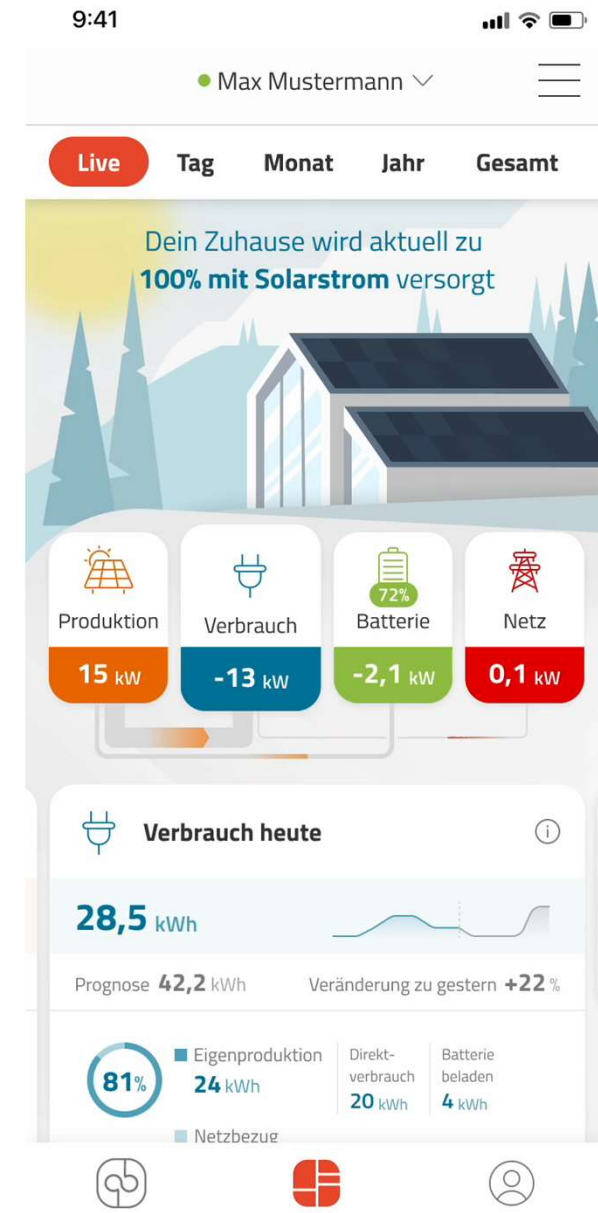 9:41
Max Mustermann
Live Tag Monat Jahr Gesamt
Dein Zuhause wird aktuell zu
100% mit Solarstrom versorgt
72%
Produktion Verbrauch Batterie Netz
15 kW -13 kW -2,1 kW 0,1 kW
Verbrauch heute
28,5 kWh
Prognose 42,2 kWh Veränderung zu gestern +22 %
81%
Eigenproduktion
24 kWh
Direkt-
verbrauch
20 kWh
Batterie
beladen
4 kWh
Netzbezug